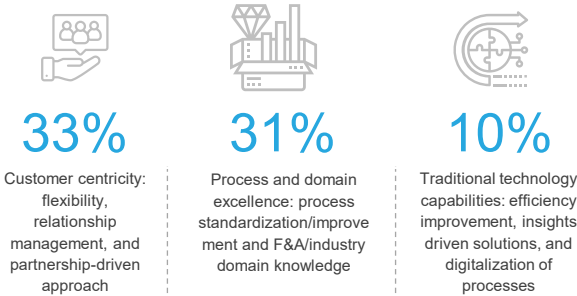 33%
Customer centricity:
flexibility,
relationship
management, and
partnership-driven
approach
31%
Process and domain
excellence: process
standardization/improve
ment and F&A/industry
domain knowledge
10%
Traditional technology
capabilities: efficiency
improvement, insights
driven solutions, and
digitalization of
processes